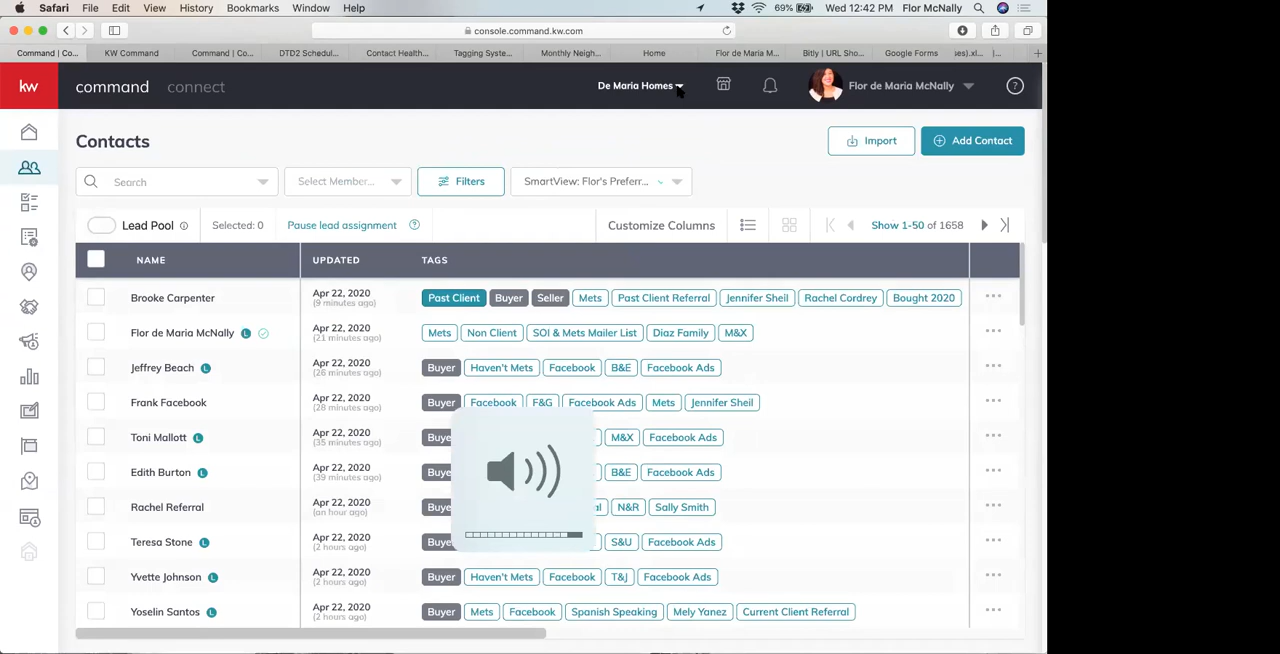 Safari File Edit View History Bookmarks Window Help 69% Wed 12:42 PM Flor McNally
console.command.kw.com
Command | Co... KW Command Command | Co... DTD2 Schedul... Contact Health... Tagging Syste... Monthly Neigh... Home Flor de Maria M... Bitly | URL Sho... Google Forms ses).xl...
kw command connect De Maria Homes Flor de Maria McNally ?
Contacts Import Add Contact
Search Select Member... Filters SmartView: Flor's Preferr...
Lead Pool Selected: 0 Pause lead assignment ? Customize Columns Show 1-50 of 1658
NAME UPDATED TAGS
Brooke Carpenter Apr 22, 2020 (9 minutes ago) Past Client Buyer Seller Mets Past Client Referral Jennifer Sheil Rachel Cordrey Bought 2020
Flor de Maria McNally L Apr 22, 2020 (21 minutes ago) Mets Non Client SOI & Mets Mailer List Diaz Family M&X
Jeffrey Beach L Apr 22, 2020 (26 minutes ago) Buyer Haven't Mets Facebook B&E Facebook Ads
Frank Facebook Apr 22, 2020 (28 minutes ago) Buyer Facebook F&G Facebook Ads Mets Jennifer Sheil
Toni Mallott L Apr 22, 2020 (35 minutes ago) Buye M&X Facebook Ads
Edith Burton L Apr 22, 2020 (39 minutes ago) Buye B&E Facebook Ads
Rachel Referral Apr 22, 2020 (an hour ago) Buye al N&R Sally Smith
Teresa Stone L Apr 22, 2020 (2 hours ago) Buye S&U Facebook Ads
Yvette Johnson L Apr 22, 2020 (2 hours ago) Buyer Haven't Mets Facebook T&J Facebook Ads
Yoselin Santos L Apr 22, 2020 (2 hours ago) Buyer Mets Facebook Spanish Speaking Mely Yanez Current Client Referral